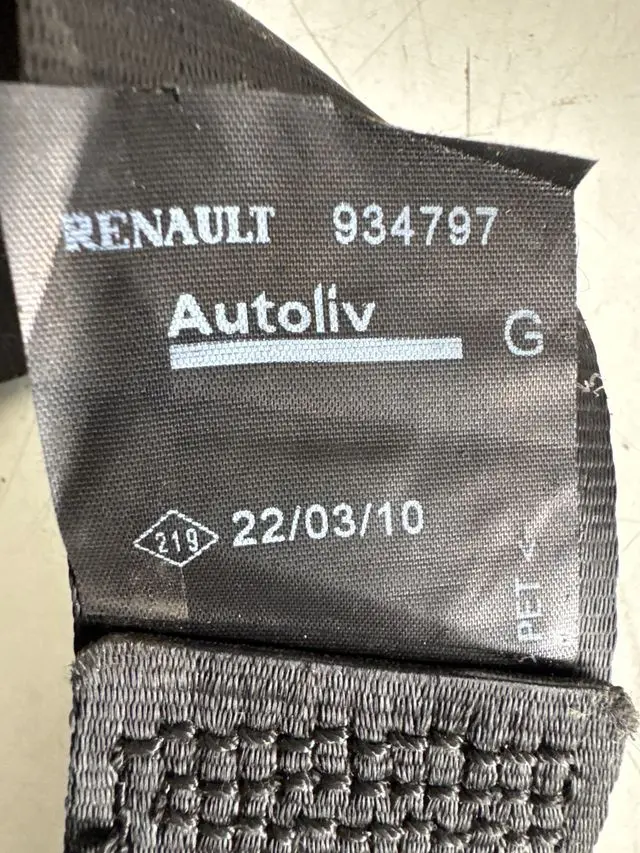 RENAULT 934797
Autoliv
G
219 22/03/10
>PET<